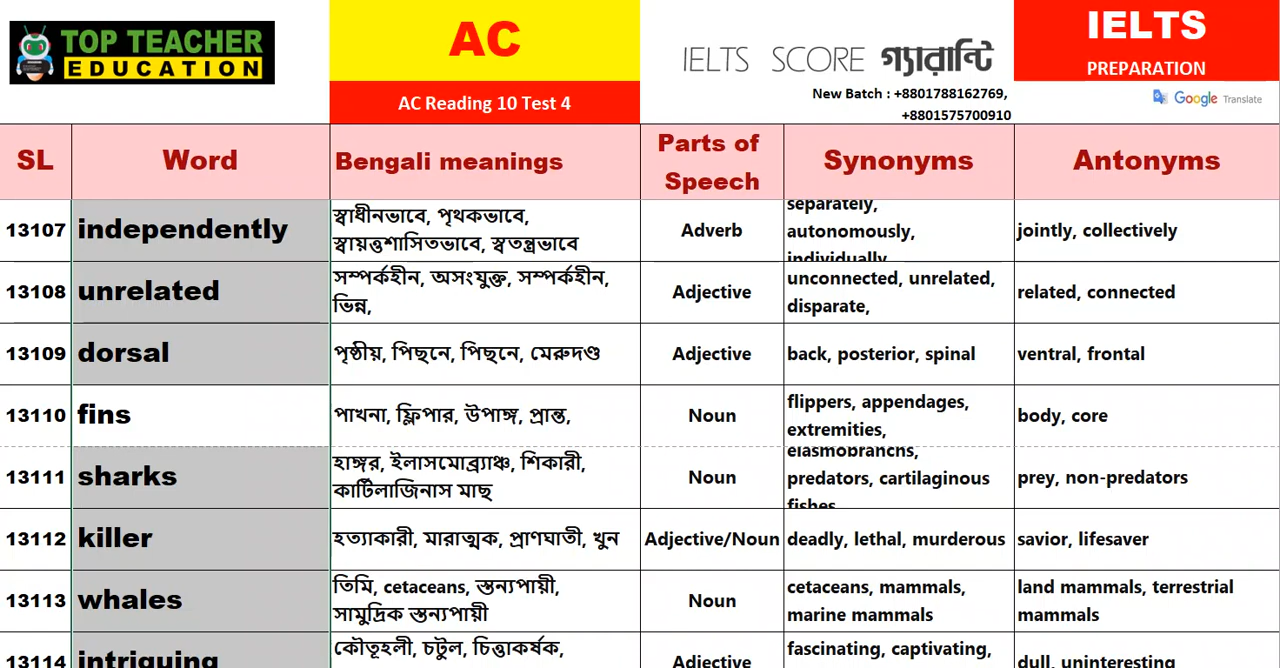 TOP TEACHER
EDUCATION
AC
AC Reading 10 Test 4
IELTS SCORE গ্যারান্টি
New Batch : +8801788162769,
+8801575700910
IELTS
PREPARATION
Google Translate
SL Word Bengali meanings Parts of Speech Synonyms Antonyms
13107 independently স্বাধীনভাবে, পৃথকভাবে, Adverb separately,
স্বায়ত্তশাসিতভাবে, স্বতন্ত্রভাবে autonomously, jointly, collectively
individually
13108 unrelated সম্পর্কহীন, অসংযুক্ত, সম্পর্কহীন, Adjective unconnected, unrelated, related, connected
ভিন্ন, disparate,
13109 dorsal পৃষ্ঠীয়, পিছনে, পিছনে, মেরুদণ্ড Adjective back, posterior, spinal ventral, frontal
13110 fins পাখনা, ফ্লিপার, উপাঙ্গ, প্রান্ত, Noun flippers, appendages, body, core
extremities,
13111 sharks হাঙ্গর, ইলাসমোব্র্যাঞ্চ, শিকারী, Noun elasmobranchs,
কার্টিলাজিনাস মাছ predators, cartilaginous prey, non-predators
fishes
13112 killer হত্যাকারী, মারাত্মক, প্রাণঘাতী, খুন Adjective/Noun deadly, lethal, murderous savior, lifesaver
13113 whales তিমি, cetaceans, স্তন্যপায়ী, Noun cetaceans, mammals, land mammals, terrestrial
সামুদ্রিক স্তন্যপায়ী marine mammals mammals
13114 intriguing কৌতূহলী, চটুল, চিত্তাকর্ষক, Adjective fascinating, captivating, dull, uninteresting